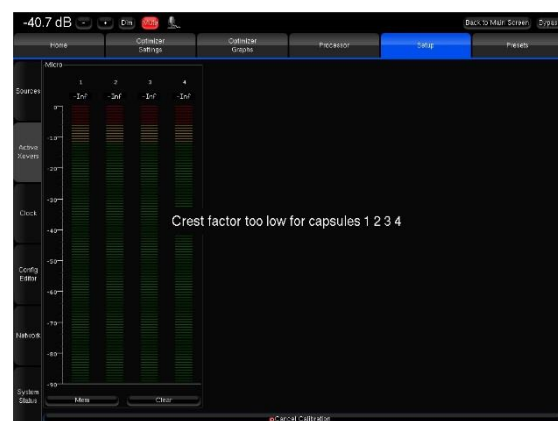 -40.7 dB - + Dim Mute Back to Main Screen Bypass
Home Optimizer Settings Optimizer Graphs Processor Setup Presets
Micro
Sources
1 2 3 4
-Inf -Inf -Inf -Inf
0
-10
Active Xovers
-20
-30
Clock
Crest factor too low for capsules 1 2 3 4
-40
-50
Config Editor
-60
-70
Network
-80
-90
System Status
Clear
Cancel Calibration